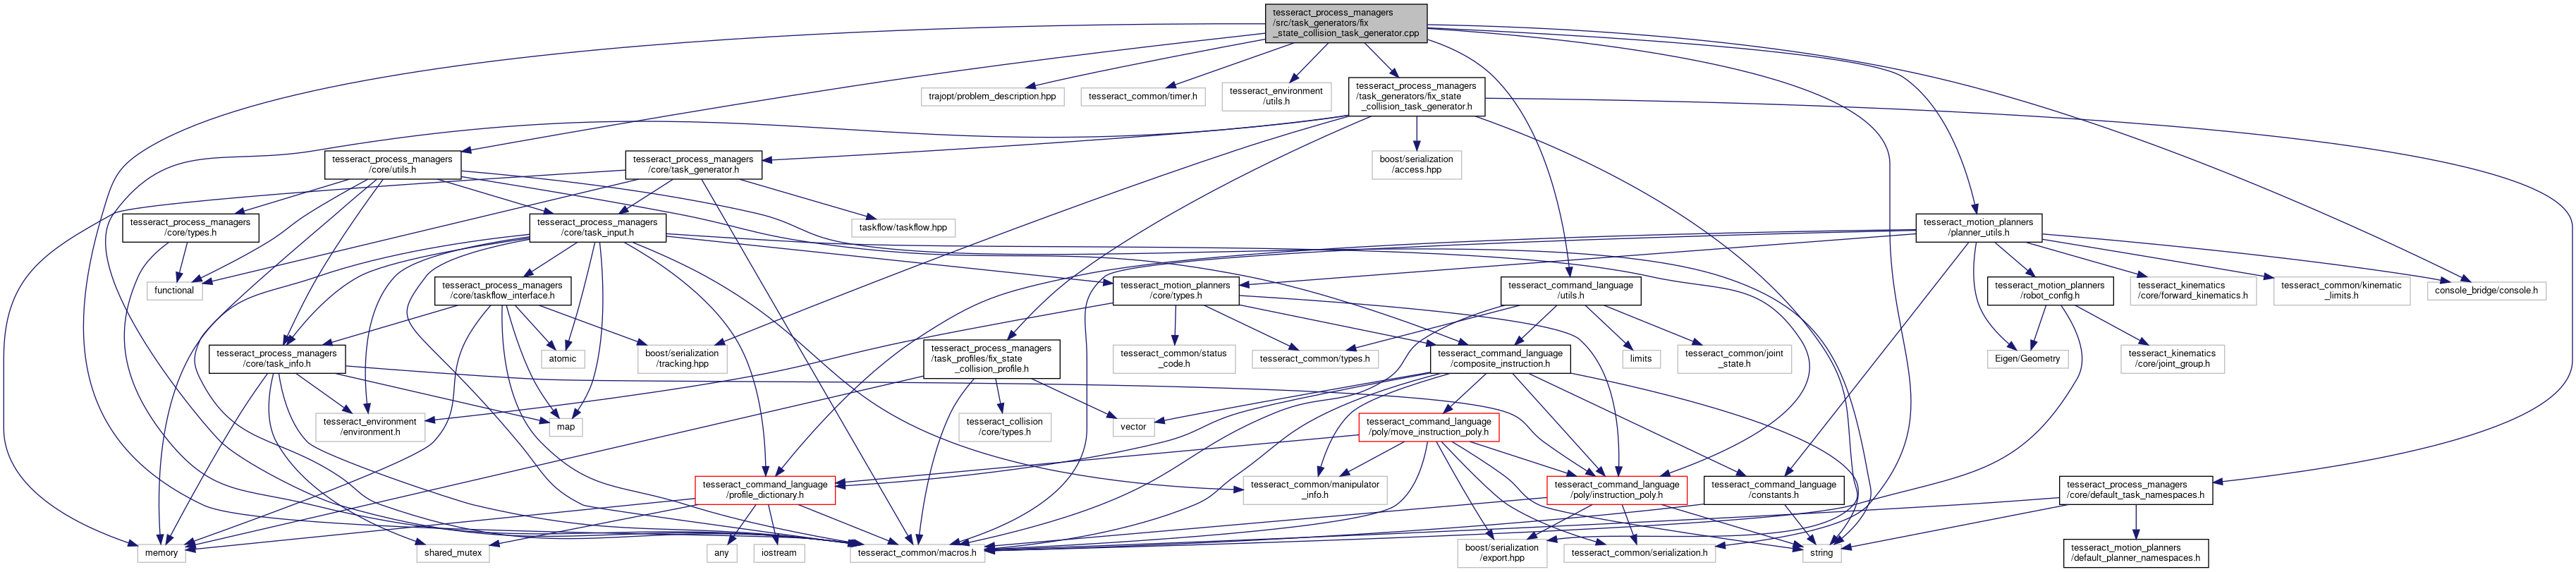 tesseract_process_managers
/src/task_generators/fix
_state_collision_task_generator.cpp
trajopt/problem_description.hpp
tesseract_common/timer.h
tesseract_environment
/utils.h
tesseract_process_managers
/task_generators/fix_state
_collision_task_generator.h
tesseract_process_managers
/core/utils.h
tesseract_process_managers
/core/task_generator.h
boost/serialization
/access.hpp
tesseract_process_managers
/core/types.h
tesseract_process_managers
/core/task_input.h
taskflow/taskflow.hpp
tesseract_motion_planners
/planner_utils.h
functional
tesseract_process_managers
/core/taskflow_interface.h
tesseract_motion_planners
/core/types.h
tesseract_command_language
/utils.h
tesseract_motion_planners
/robot_config.h
tesseract_kinematics
/core/forward_kinematics.h
tesseract_common/kinematic
_limits.h
console_bridge/console.h
tesseract_process_managers
/core/task_info.h
atomic
boost/serialization
/tracking.hpp
tesseract_process_managers
/task_profiles/fix_state
_collision_profile.h
tesseract_common/status
_code.h
tesseract_common/types.h
tesseract_command_language
/composite_instruction.h
limits
tesseract_common/joint
_state.h
Eigen/Geometry
tesseract_kinematics
/core/joint_group.h
tesseract_environment
/environment.h
map
tesseract_collision
/core/types.h
vector
tesseract_command_language
/poly/move_instruction_poly.h
tesseract_command_language
/profile_dictionary.h
tesseract_common/manipulator
_info.h
tesseract_command_language
/poly/instruction_poly.h
tesseract_command_language
/constants.h
tesseract_process_managers
/core/default_task_namespaces.h
memory
shared_mutex
any
iostream
tesseract_common/macros.h
boost/serialization
/export.hpp
tesseract_common/serialization.h
string
tesseract_motion_planners
/default_planner_namespaces.h